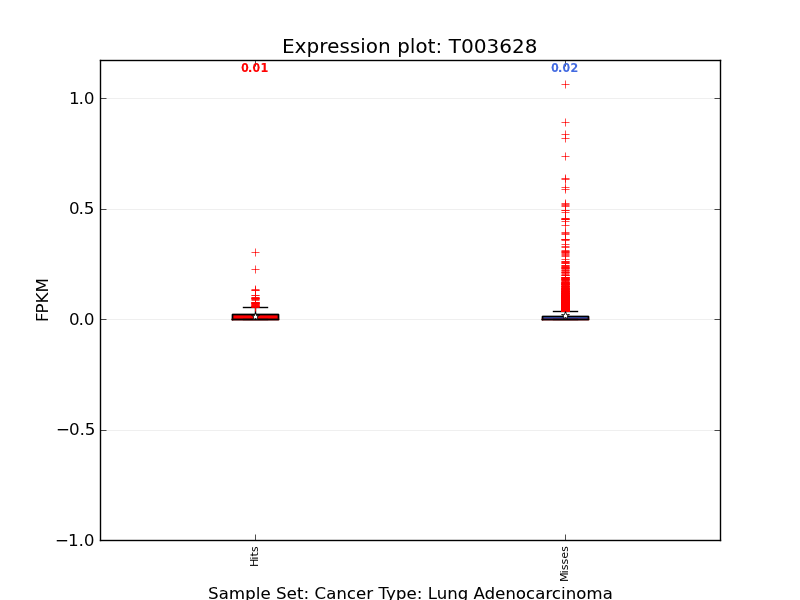 Expression plot: T003628
0.01
0.02
1.0
0.5
0.0
−0.5
−1.0
FPKM
Hits
Misses
Sample Set: Cancer Type: Lung Adenocarcinoma